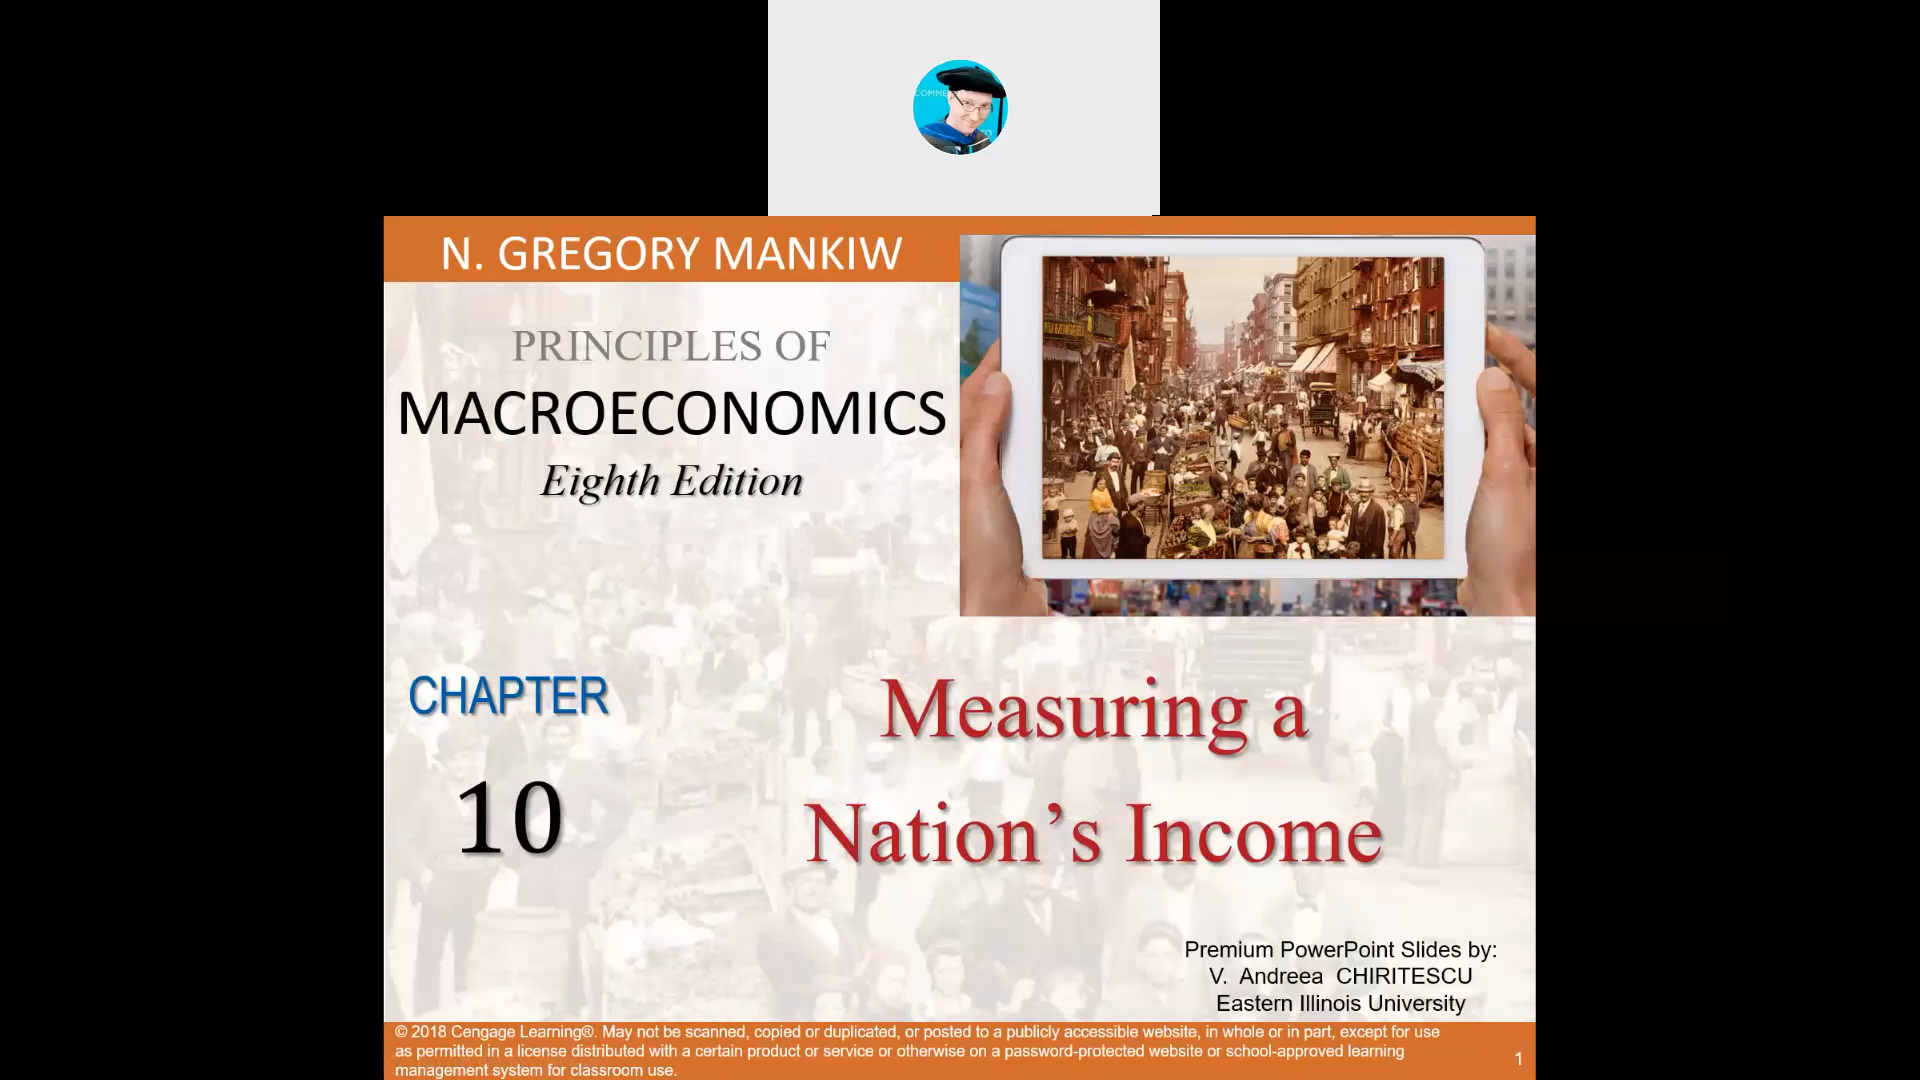 COMME
N. GREGORY MANKIW
PRINCIPLES OF
MACROECONOMICS
Eighth Edition
CHAPTER
10
Measuring a
Nation’s Income
Premium PowerPoint Slides by:
V. Andreea CHIRITESCU
Eastern Illinois University
© 2018 Cengage Learning®. May not be scanned, copied or duplicated, or posted to a publicly accessible website, in whole or in part, except for use
as permitted in a license distributed with a certain product or service or otherwise on a password-protected website or school-approved learning
management system for classroom use.
1